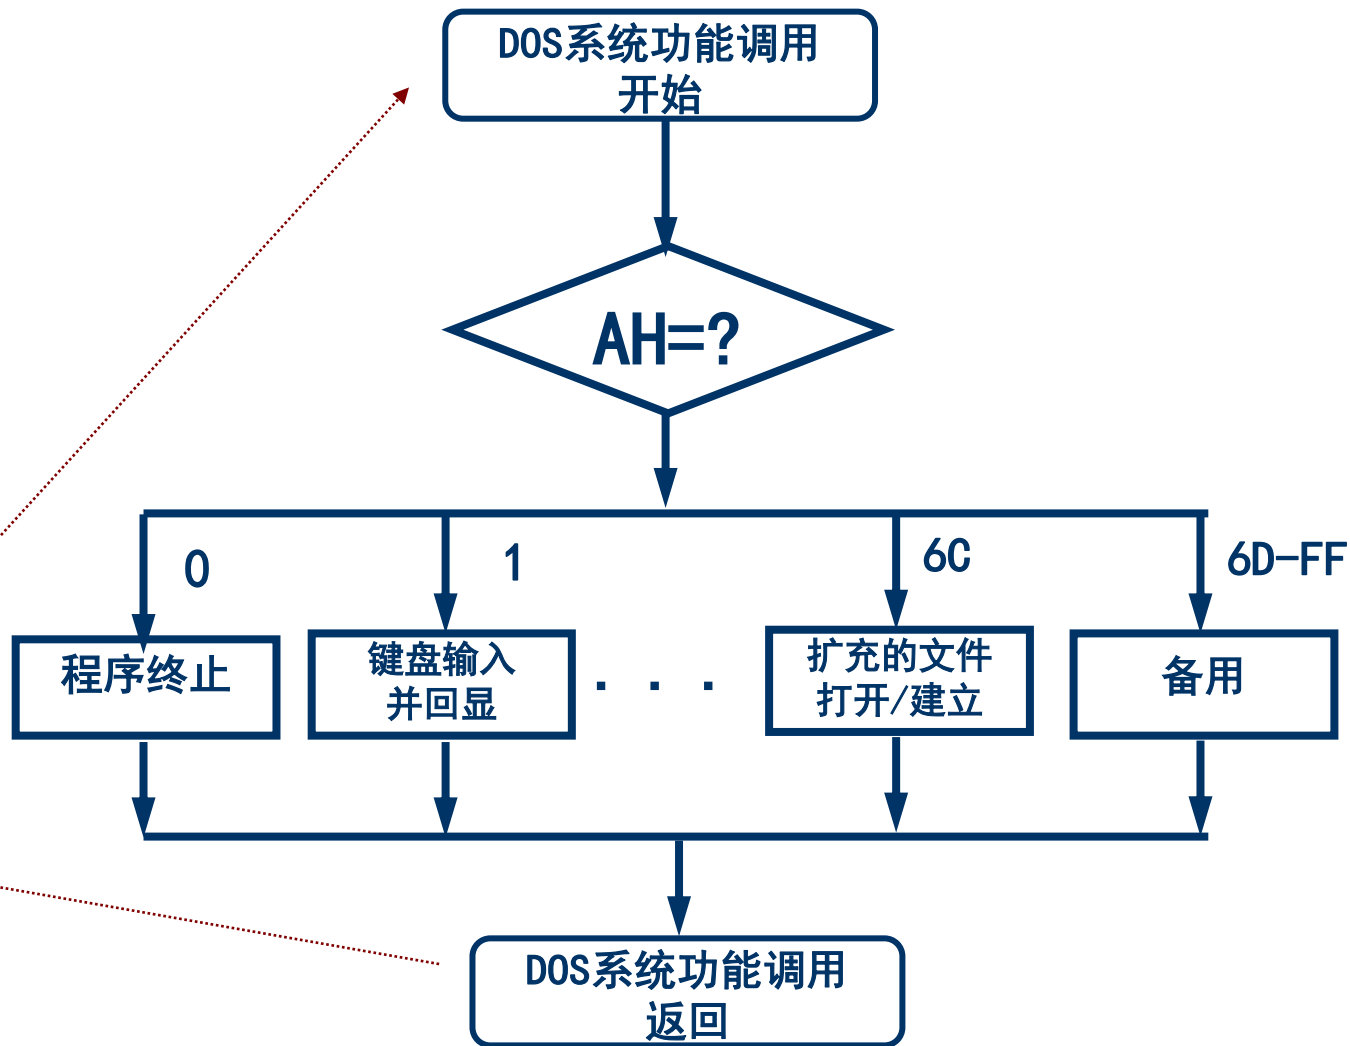 DOS系统功能调用
开始
AH=?
0
1
6C
6D-FF
程序终止
键盘输入
并回显
. . .
扩充的文件
打开/建立
备用
DOS系统功能调用
返回